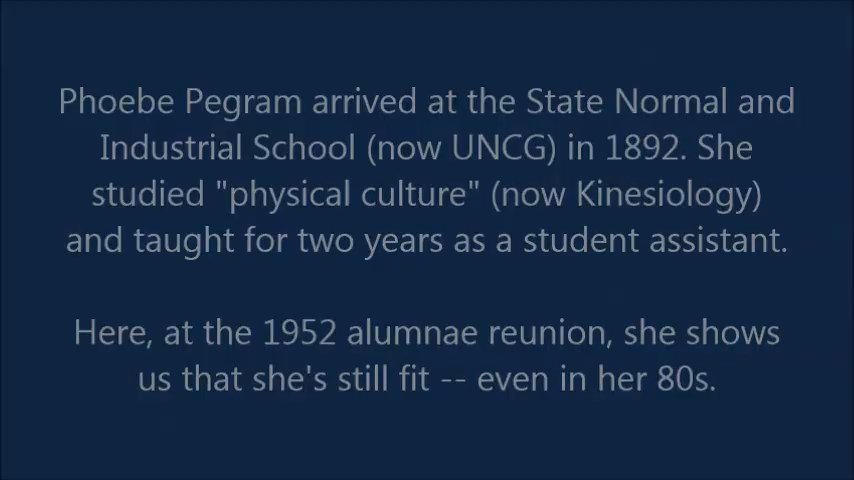 Phoebe Pegram arrived at the State Normal and
Industrial School (now UNCG) in 1892. She
studied "physical culture" (now Kinesiology)
and taught for two years as a student assistant.
Here, at the 1952 alumnae reunion, she shows
us that she's still fit -- even in her 80s.